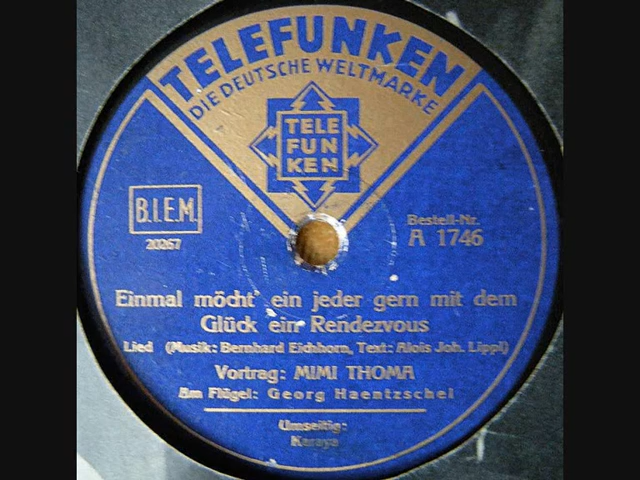 TELEFUNKEN
DIE DEUTSCHE WELTMARKE
TELE
FUN
KEN
B.I.E.M.
20267
Bestell-Nr.
A 1746
Einmal möcht' ein jeder gern mit dem
Glück ein Rendezvous
Lied (Musik: Bernhard Eichhorn, Text: Alois Joh. Lippl)
Vortrag: MIMI THOMA
Am Flügel: Georg Haentzschel
Umseitig:
Karaya